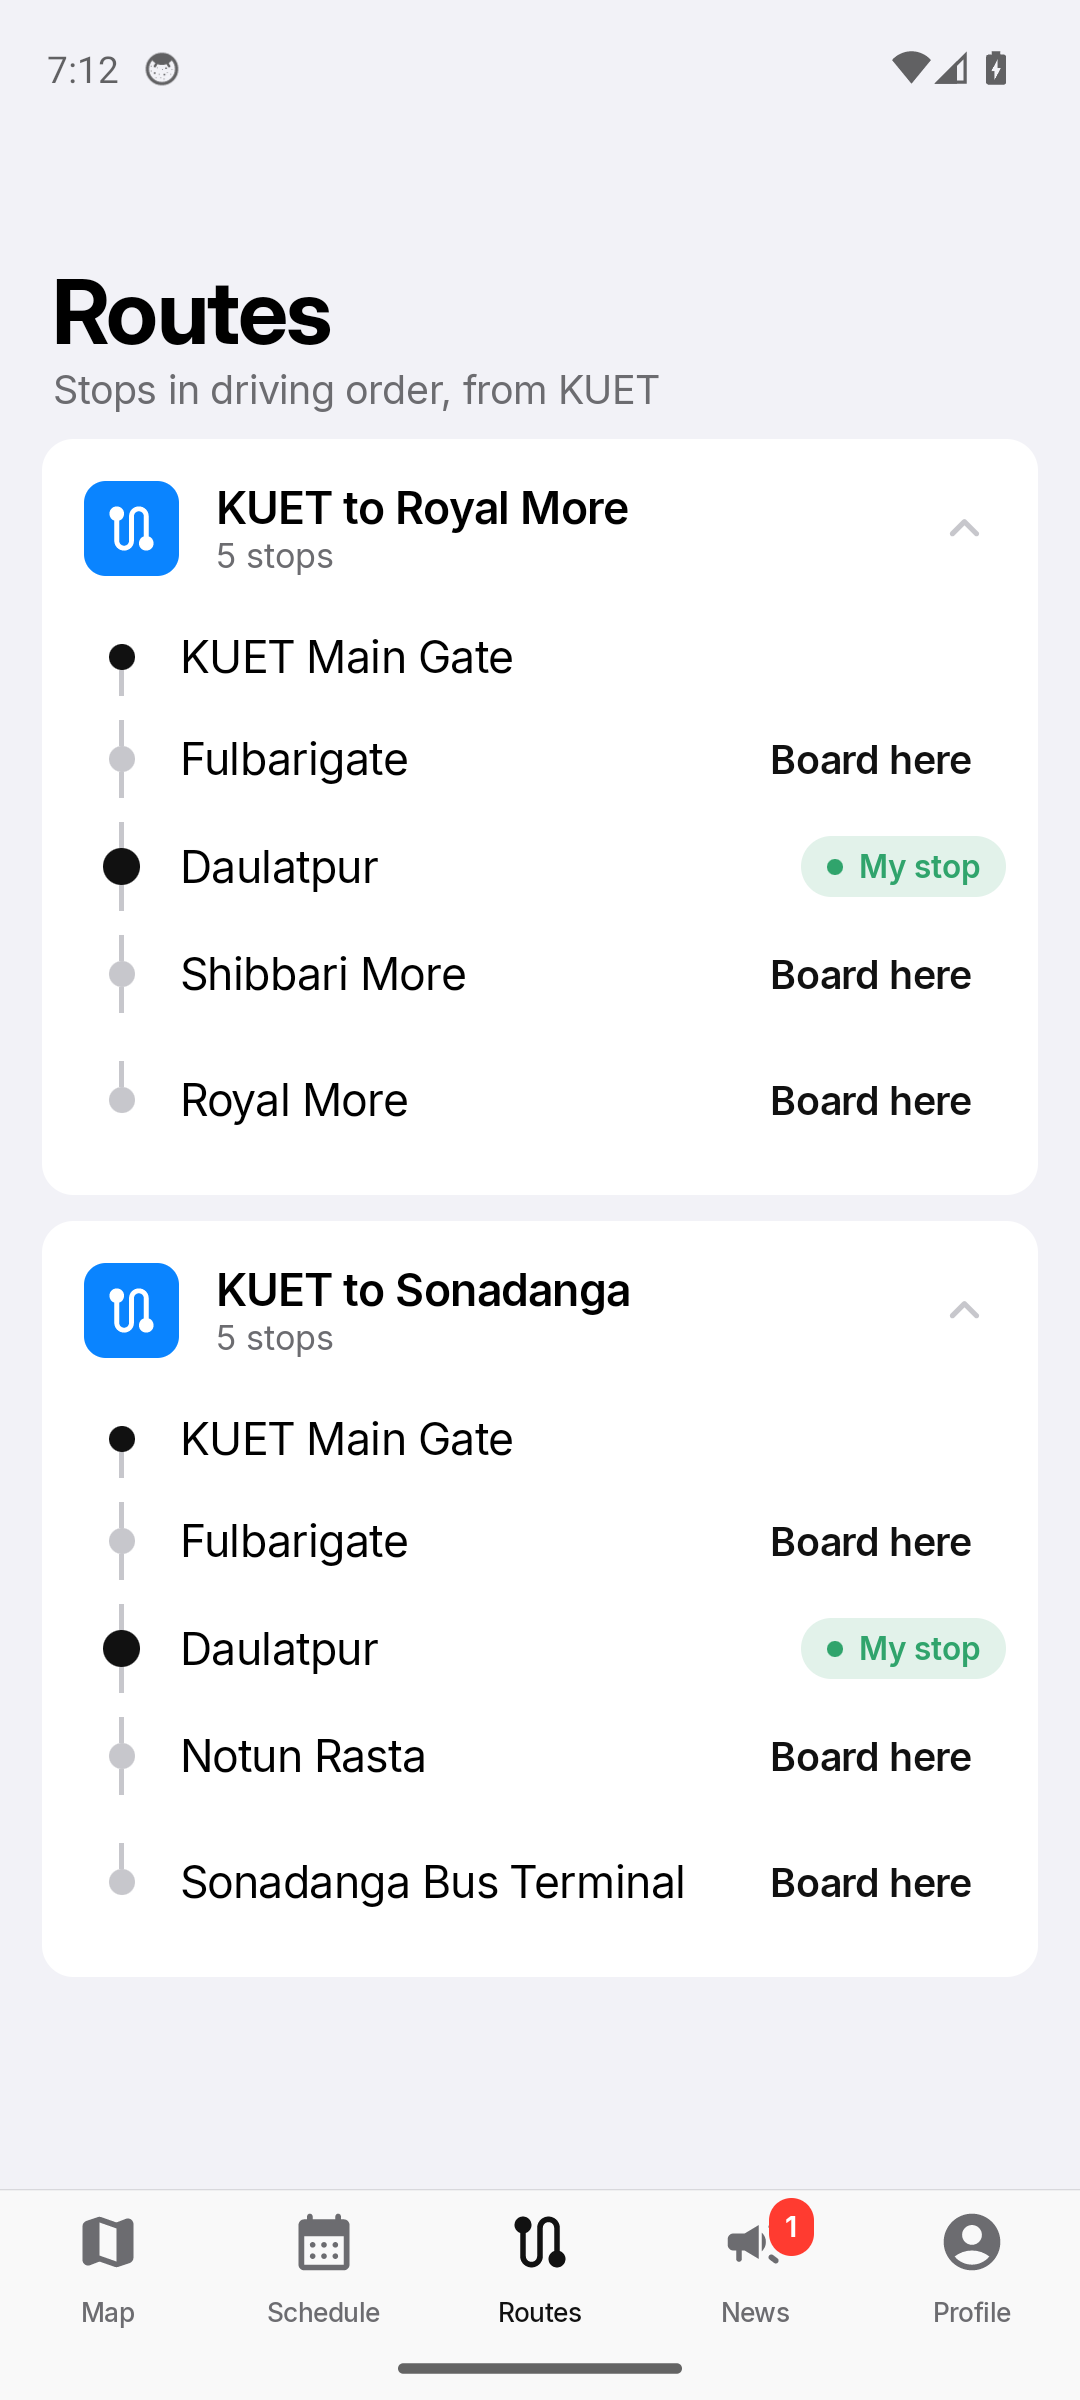 7:12
Routes
Stops in driving order, from KUET
KUET to Royal More
5 stops
KUET Main Gate
Fulbarigate Board here
Daulatpur My stop
Shibbari More Board here
Royal More Board here
KUET to Sonadanga
5 stops
KUET Main Gate
Fulbarigate Board here
Daulatpur My stop
Notun Rasta Board here
Sonadanga Bus Terminal Board here
1
Map Schedule Routes News Profile